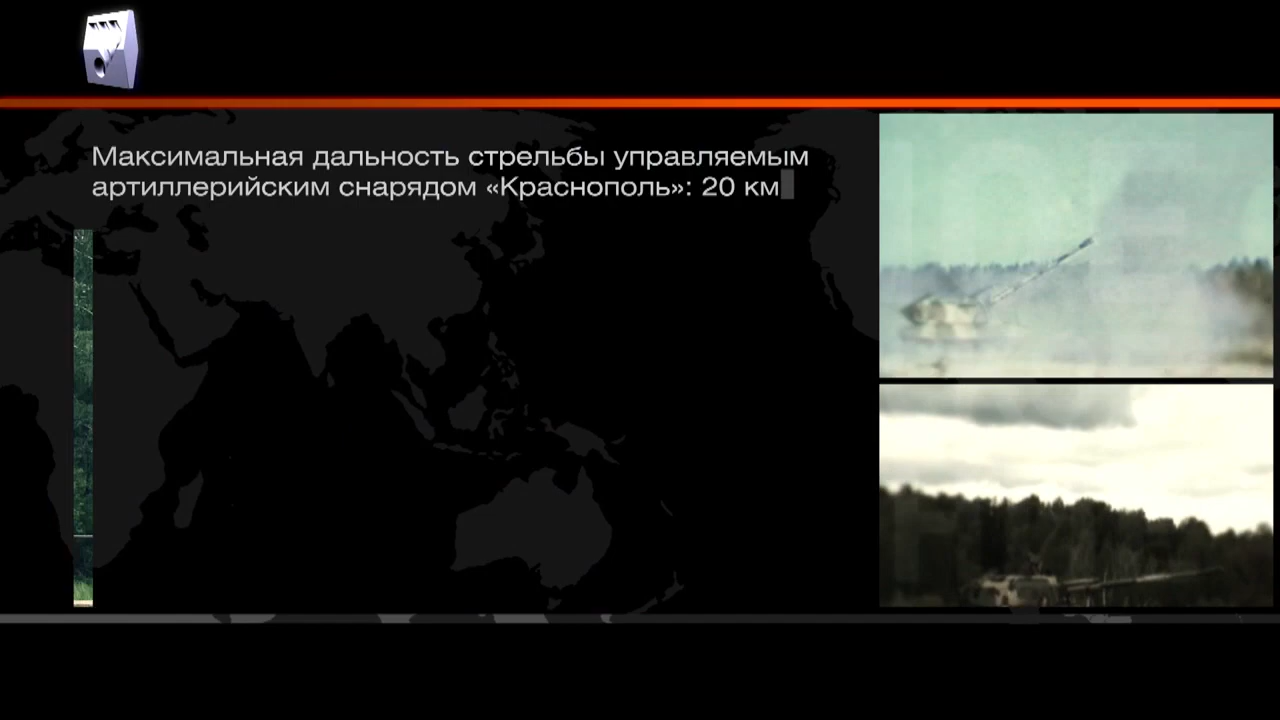 Максимальная дальность стрельбы управляемым
артиллерийским снарядом «Краснополь»: 20 км